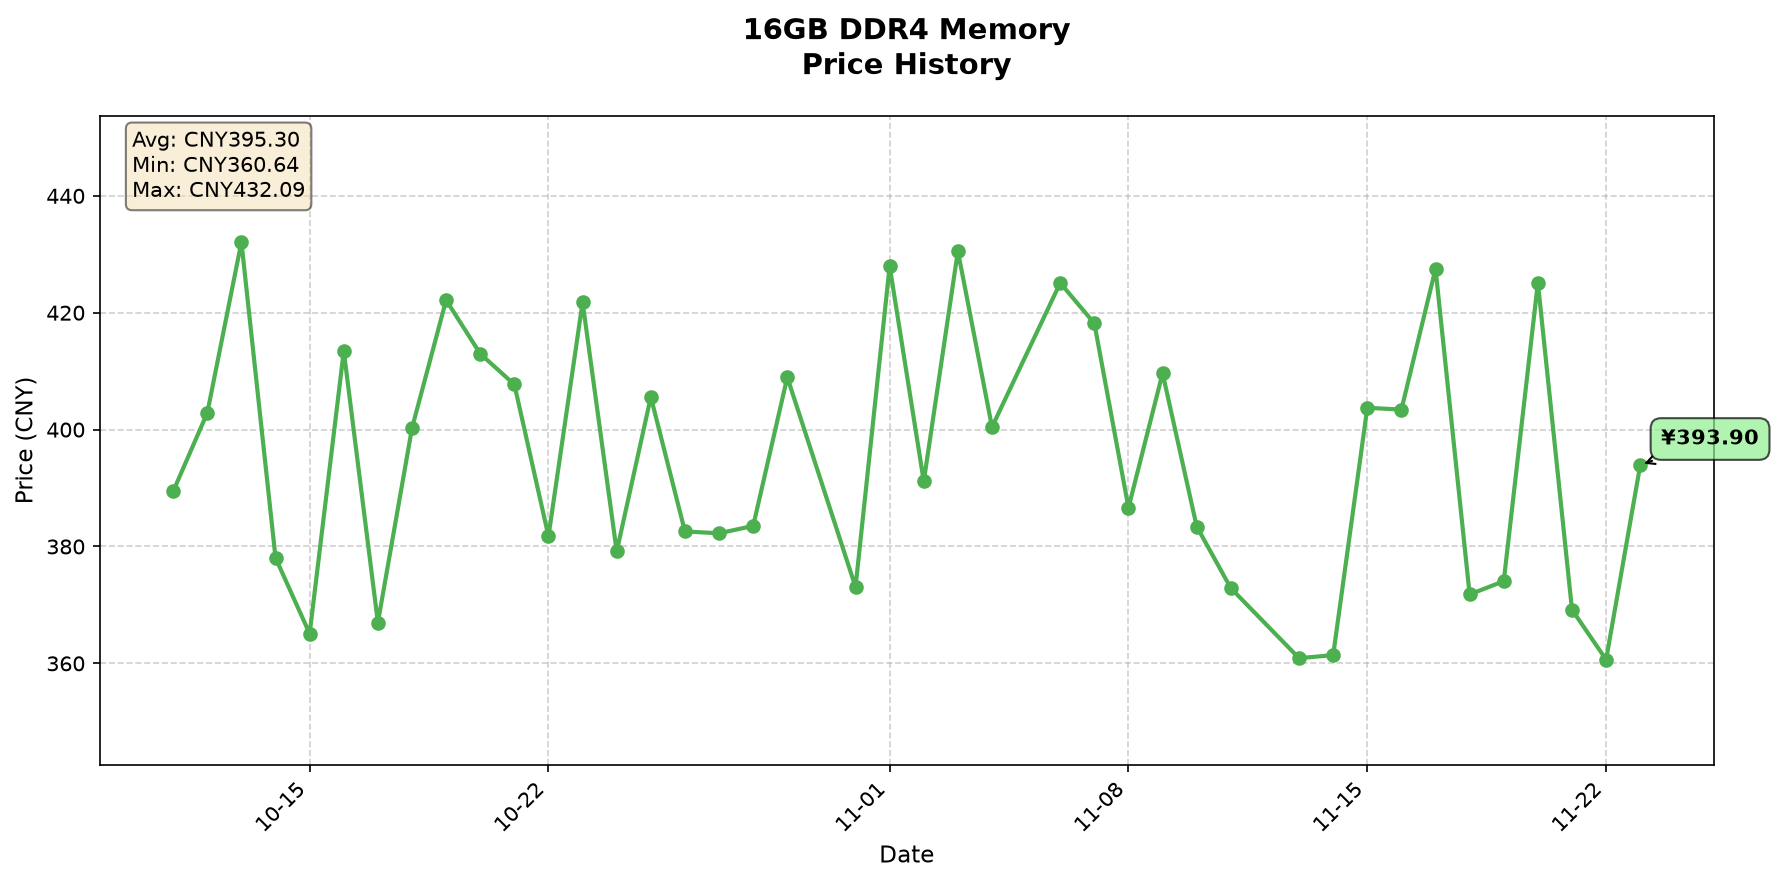 16GB DDR4 Memory
Price History
Avg: CNY395.30
Min: CNY360.64
Max: CNY432.09
440
420
400
380
360
Price (CNY)
¥393.90
10-15
10-22
11-01
11-08
11-15
11-22
Date